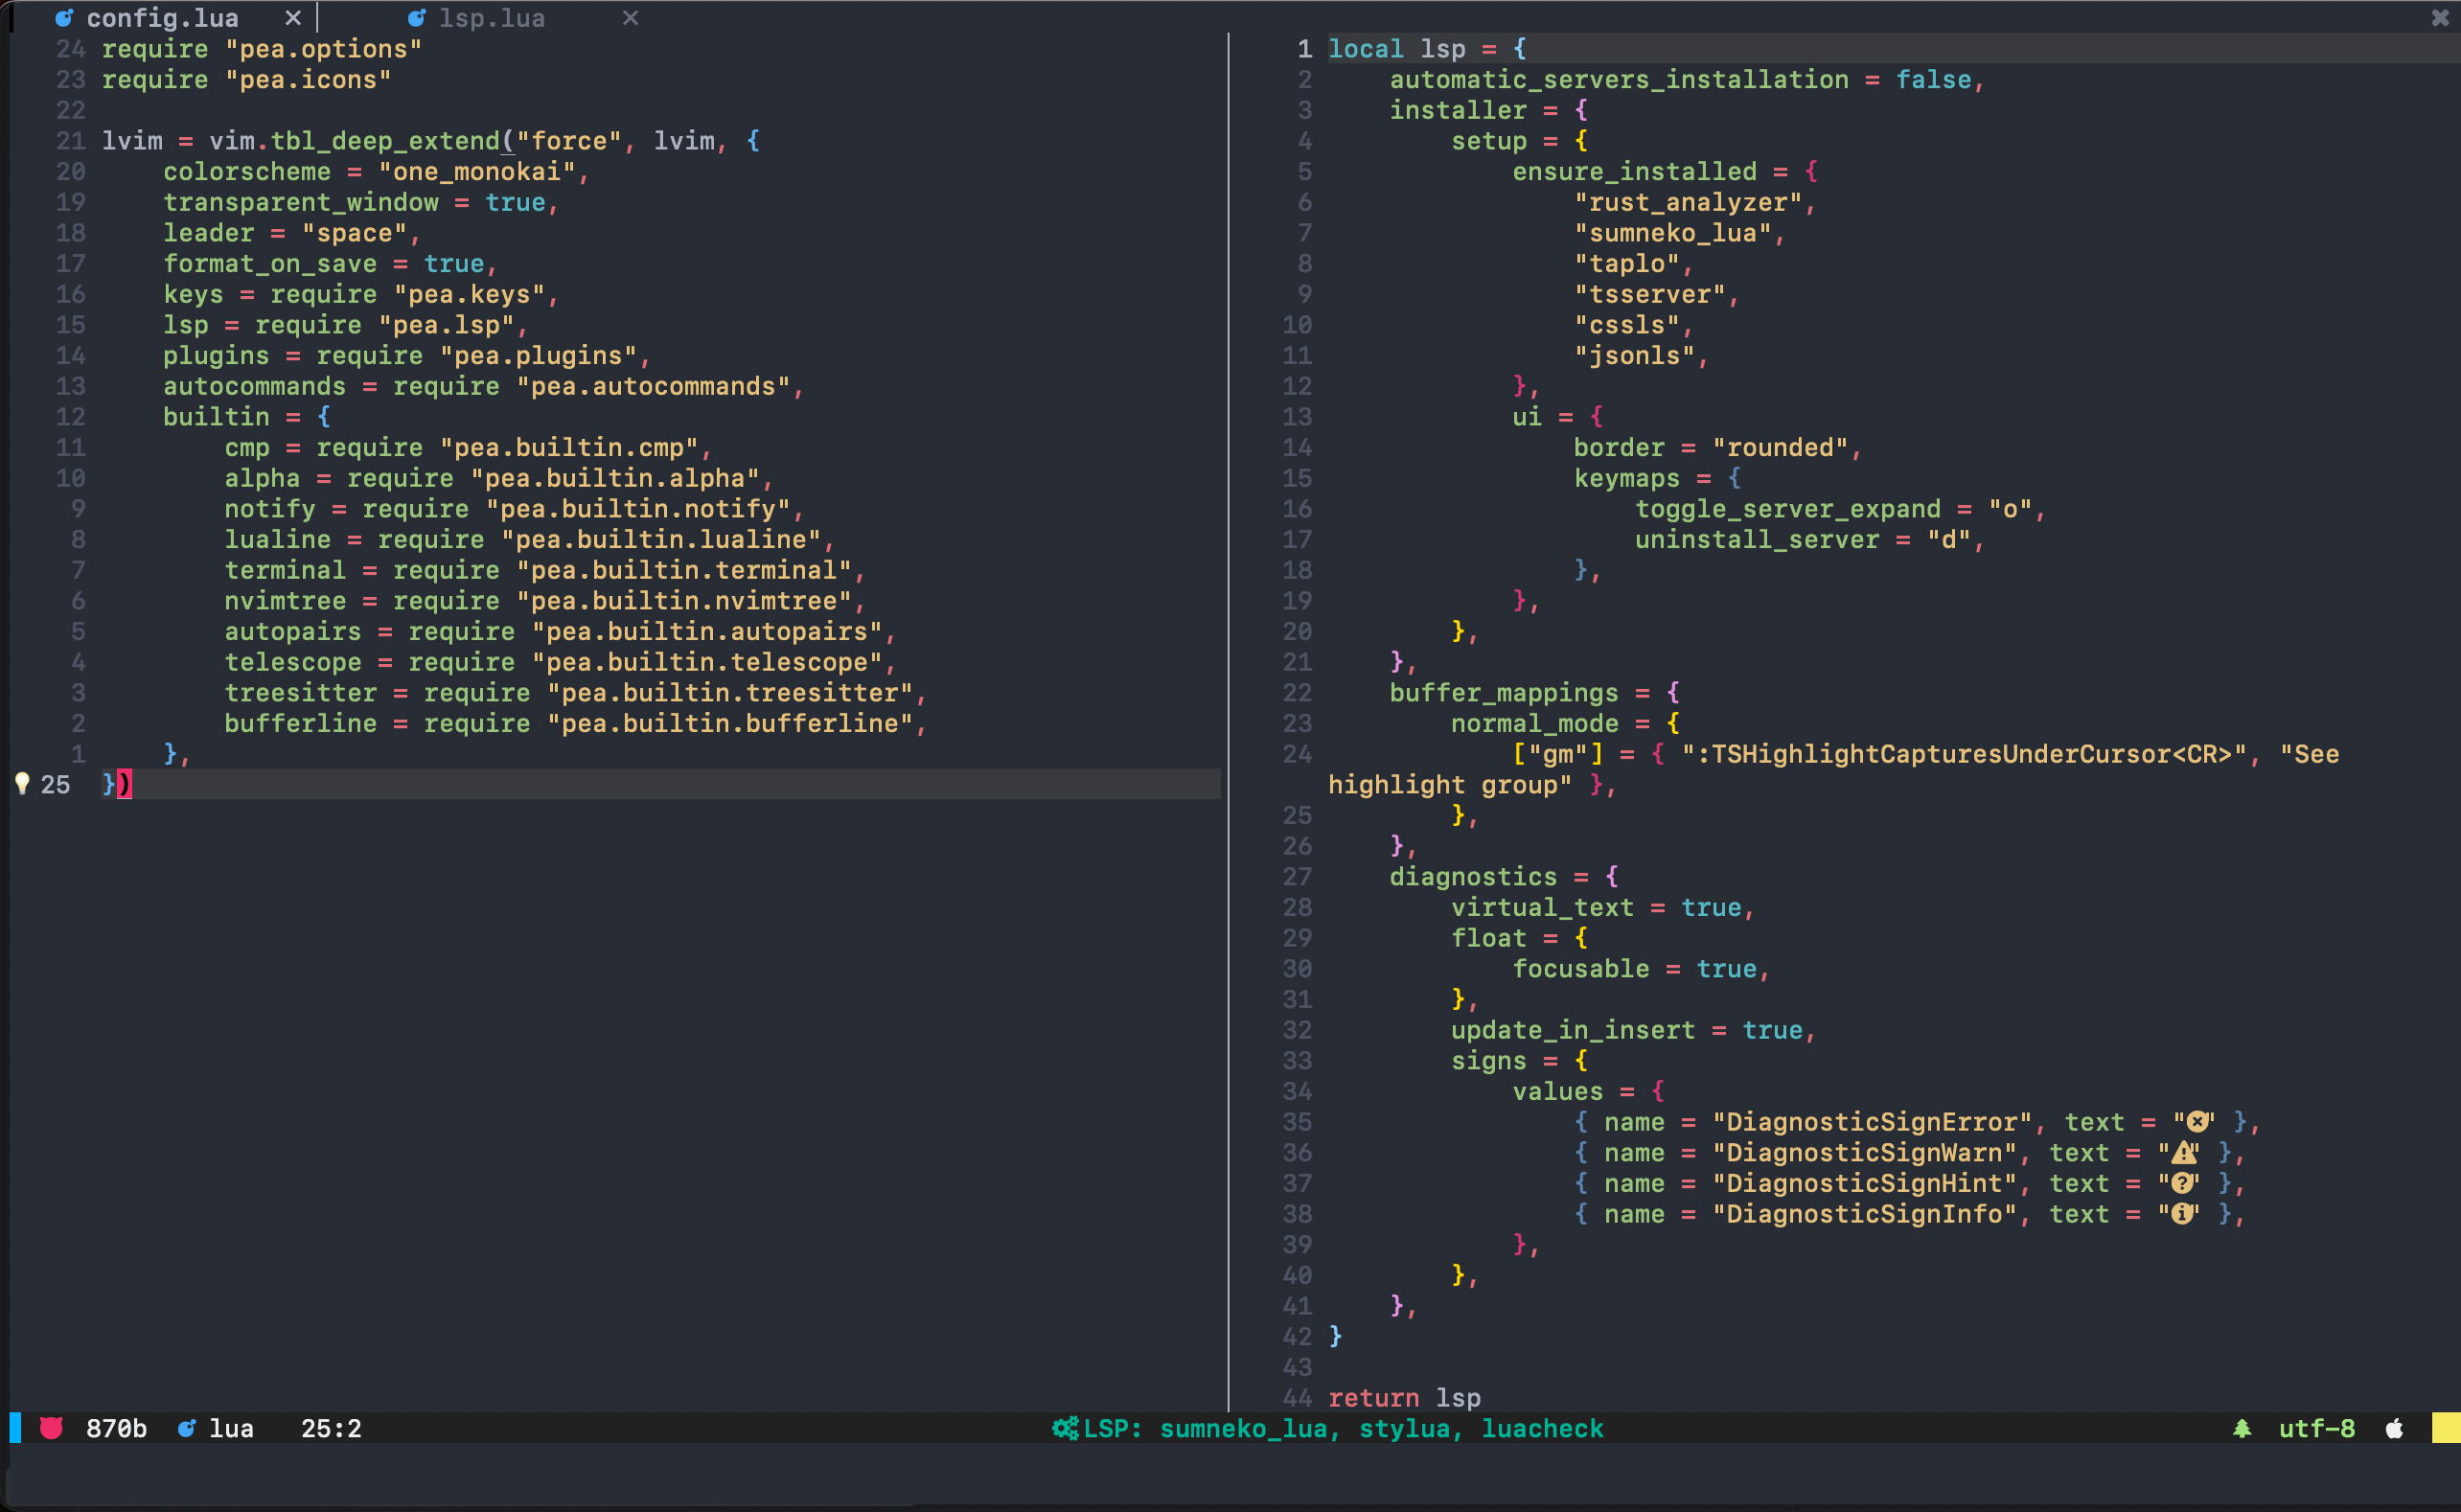 config.lua
lsp.lua
24 require "pea.options"
23 require "pea.icons"
22
21 lvim = vim.tbl_deep_extend("force", lvim, {
20     colorscheme = "one_monokai",
19     transparent_window = true,
18     leader = "space",
17     format_on_save = true,
16     keys = require "pea.keys",
15     lsp = require "pea.lsp",
14     plugins = require "pea.plugins",
13     autocommands = require "pea.autocommands",
12     builtin = {
11         cmp = require "pea.builtin.cmp",
10         alpha = require "pea.builtin.alpha",
9         notify = require "pea.builtin.notify",
8         lualine = require "pea.builtin.lualine",
7         terminal = require "pea.builtin.terminal",
6         nvimtree = require "pea.builtin.nvimtree",
5         autopairs = require "pea.builtin.autopairs",
4         telescope = require "pea.builtin.telescope",
3         treesitter = require "pea.builtin.treesitter",
2         bufferline = require "pea.builtin.bufferline",
1     },
25 })
1 local lsp = {
2     automatic_servers_installation = false,
3     installer = {
4         setup = {
5             ensure_installed = {
6                 "rust_analyzer",
7                 "sumneko_lua",
8                 "taplo",
9                 "tsserver",
10                 "cssls",
11                 "jsonls",
12             },
13             ui = {
14                 border = "rounded",
15                 keymaps = {
16                     toggle_server_expand = "o",
17                     uninstall_server = "d",
18                 },
19             },
20         },
21     },
22     buffer_mappings = {
23         normal_mode = {
24             ["gm"] = { ":TSHighlightCapturesUnderCursor<CR>", "See
highlight group" },
25         },
26     },
27     diagnostics = {
28         virtual_text = true,
29         float = {
30             focusable = true,
31         },
32         update_in_insert = true,
33         signs = {
34             values = {
35                 { name = "DiagnosticSignError", text = "" },
36                 { name = "DiagnosticSignWarn", text = "" },
37                 { name = "DiagnosticSignHint", text = "" },
38                 { name = "DiagnosticSignInfo", text = "" },
39             },
40         },
41     },
42 }
43
44 return lsp
870b lua 25:2 LSP: sumneko_lua, stylua, luacheck utf-8